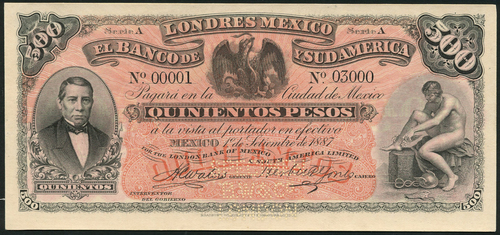 LONDRES MEXICO
Serie A Serie A
500 500
EL BANCO DE Y SUDAMERICA
No. 00001 No. 03000
Pagará en la Ciudad de Mexico
QUINIENTOS PESOS
á la vista al portador en efectivo
MEXICO 1o. de Setiembre de 1887
FOR THE LONDON BANK OF MEXICO
& SOUTH AMERICA LIMITED
QUINIENTOS
INTERVENTOR
DEL GOBIERNO
CAJERO
500 500